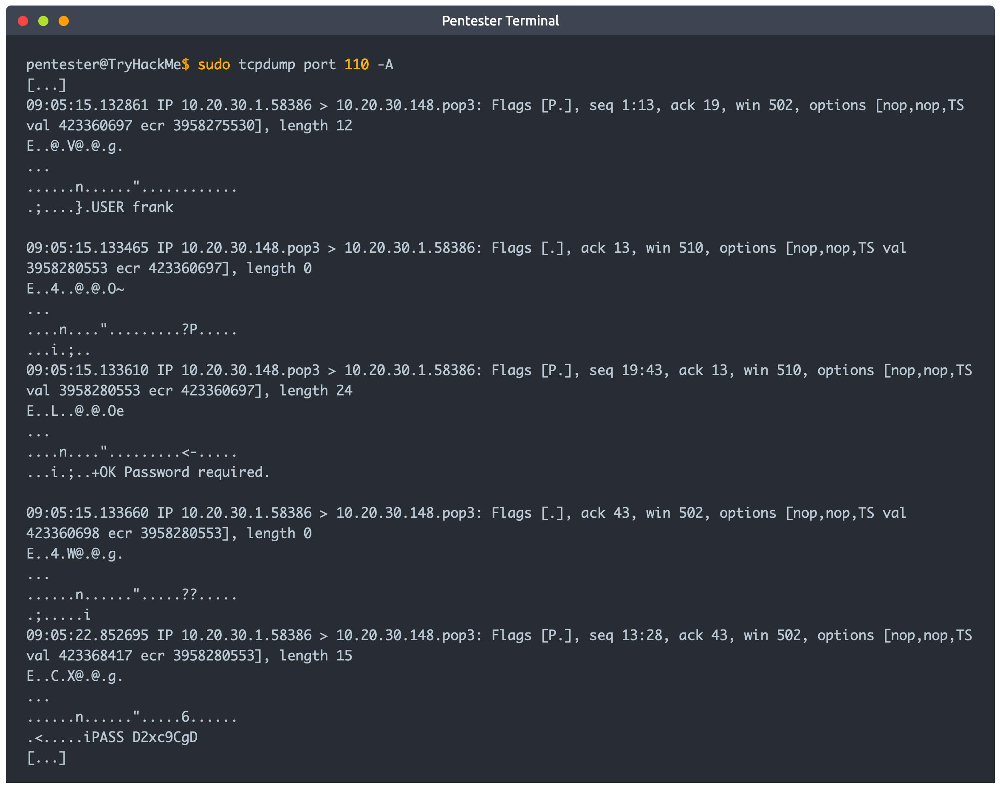 Pentester Terminal
pentester@TryHackMe$ sudo tcpdump port 110 -A
[...]
09:05:15.132861 IP 10.20.30.1.58386 > 10.20.30.148.pop3: Flags [P.], seq 1:13, ack 19, win 502, options [nop,nop,TS
val 423360697 ecr 3958275530], length 12
E..@.V@.@.g.
...
......n......"............
.;....}.USER frank
09:05:15.133465 IP 10.20.30.148.pop3 > 10.20.30.1.58386: Flags [.], ack 13, win 510, options [nop,nop,TS val
3958280553 ecr 423360697], length 0
E..4..@.@.O~
...
....n....".........?P.....
...i.;..
09:05:15.133610 IP 10.20.30.148.pop3 > 10.20.30.1.58386: Flags [P.], seq 19:43, ack 13, win 510, options [nop,nop,TS
val 3958280553 ecr 423360697], length 24
E..L..@.@.Oe
...
....n....".........<-.....
...i.;..+OK Password required.
09:05:15.133660 IP 10.20.30.1.58386 > 10.20.30.148.pop3: Flags [.], ack 43, win 502, options [nop,nop,TS val
423360698 ecr 3958280553], length 0
E..4.W@.@.g.
...
......n......".....??.....
.;.....i
09:05:22.852695 IP 10.20.30.1.58386 > 10.20.30.148.pop3: Flags [P.], seq 13:28, ack 43, win 502, options [nop,nop,TS
val 423368417 ecr 3958280553], length 15
E..C.X@.@.g.
...
......n......".....6......
.<.....iPASS D2xc9CgD
[...]